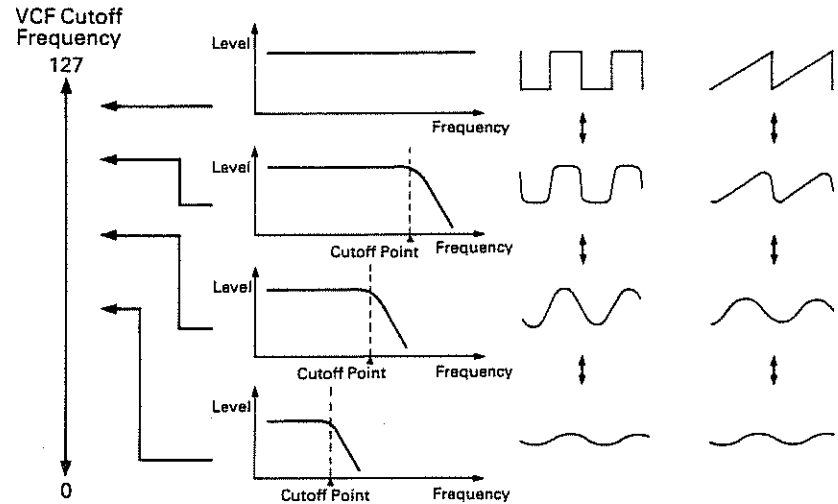 VCF Cutoff
Frequency
127
Level
Frequency
Level
Cutoff Point
Frequency
Level
Cutoff Point
Frequency
Level
Cutoff Point
Frequency
0